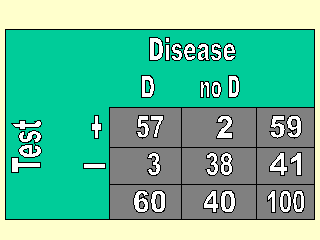 Disease
D no D
Test
+ 57 2 59
− 3 38 41
60 40 100